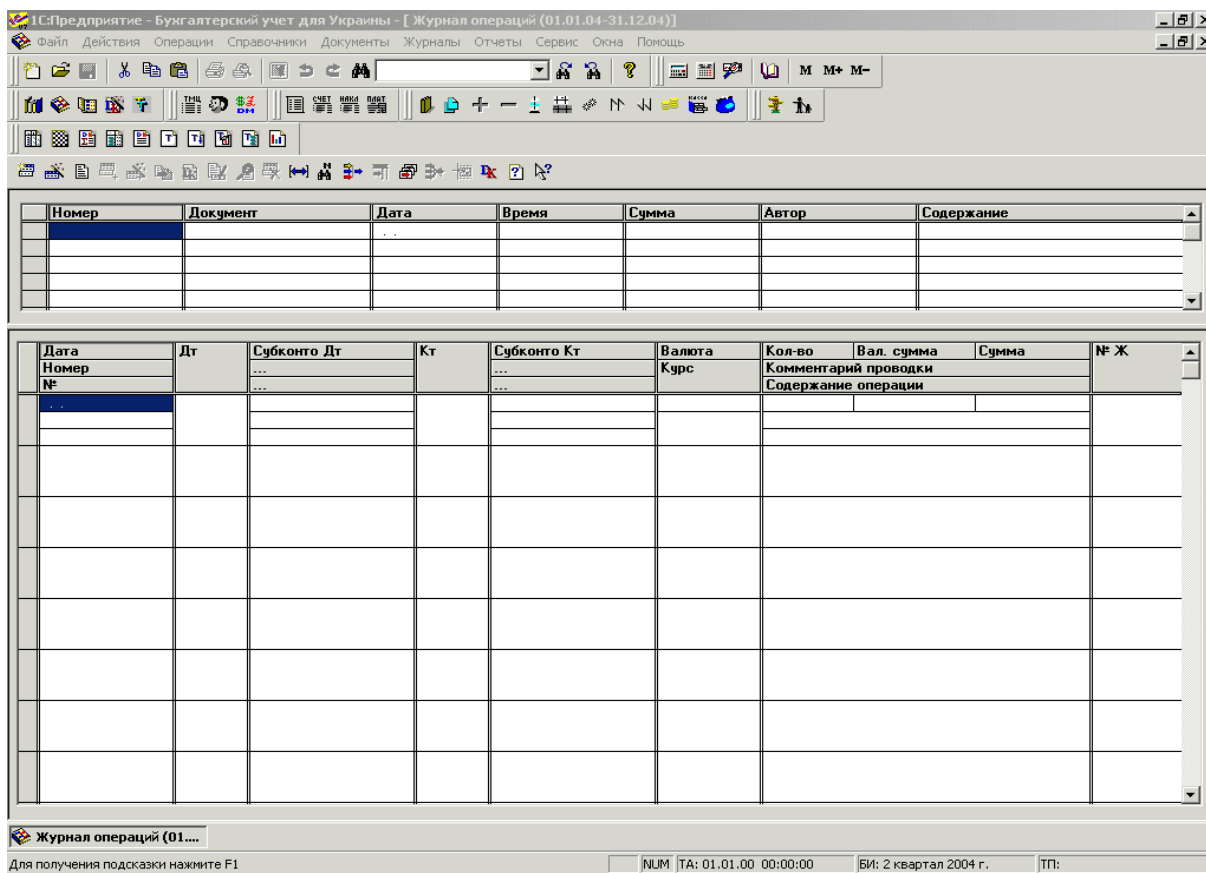 1С:Предприятие - Бухгалтерский учет для Украины - [ Журнал операций (01.01.04-31.12.04)]
Файл Действия Операции Справочники Документы Журналы Отчеты Сервис Окна Помощь
M M+ M-
Номер Документ Дата Время Сумма Автор Содержание
. .
Дата Дт Субконто Дт Кт Субконто Кт Валюта Кол-во Вал. сумма Сумма № Ж
Номер ... ... Курс Комментарий проводки
№ ... ... Содержание операции
. .
Журнал операций (01....
Для получения подсказки нажмите F1 NUM ТА: 01.01.00 00:00:00 БИ: 2 квартал 2004 г. ТП: